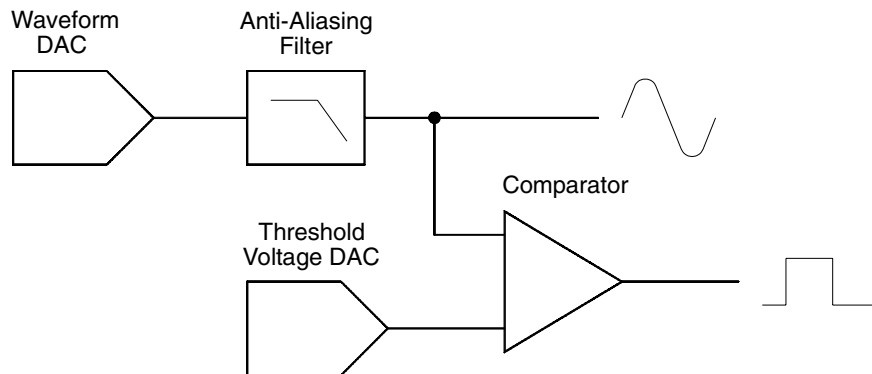 Waveform
DAC
Anti-Aliasing
Filter
Comparator
Threshold
Voltage DAC